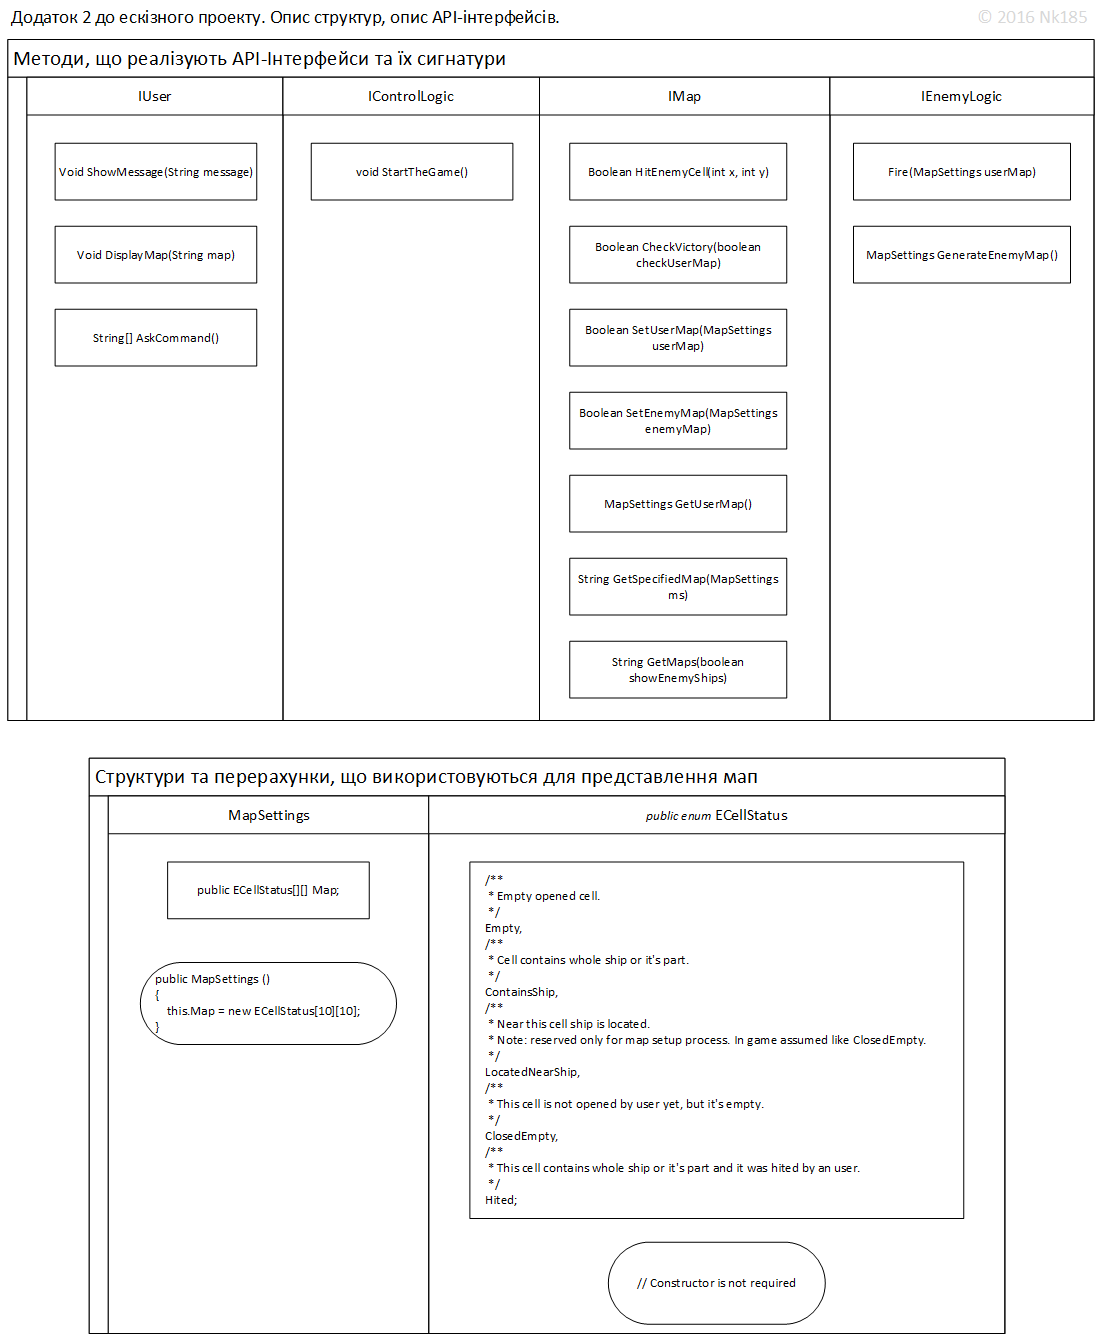 Додаток 2 до ескізного проекту. Опис структур, опис API-інтерфейсів.
© 2016 Nk185
Методи, що реалізують API-Інтерфейси та їх сигнатури
IUser
IControlLogic
IMap
IEnemyLogic
Void ShowMessage(String message)
Void DisplayMap(String map)
String[] AskCommand()
void StartTheGame()
Boolean HitEnemyCell(int x, int y)
Boolean CheckVictory(boolean
checkUserMap)
Boolean SetUserMap(MapSettings
userMap)
Boolean SetEnemyMap(MapSettings
enemyMap)
MapSettings GetUserMap()
String GetSpecifiedMap(MapSettings
ms)
String GetMaps(boolean
showEnemyShips)
Fire(MapSettings userMap)
MapSettings GenerateEnemyMap()
Структури та перерахунки, що використовуються для представлення мап
MapSettings
public enum ECellStatus
public ECellStatus[][] Map;
public MapSettings ()
{
this.Map = new ECellStatus[10][10];
}
/**
* Empty opened cell.
*/
Empty,
/**
* Cell contains whole ship or it's part.
*/
ContainsShip,
/**
* Near this cell ship is located.
* Note: reserved only for map setup process. In game assumed like ClosedEmpty.
*/
LocatedNearShip,
/**
* This cell is not opened by user yet, but it's empty.
*/
ClosedEmpty,
/**
* This cell contains whole ship or it's part and it was hited by an user.
*/
Hited;
// Constructor is not required